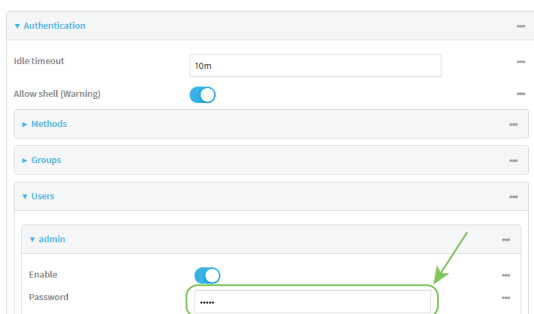 Authentication
Idle timeout
10m
Allow shell (Warning)
Methods
Groups
Users
admin
Enable
Password
•••••